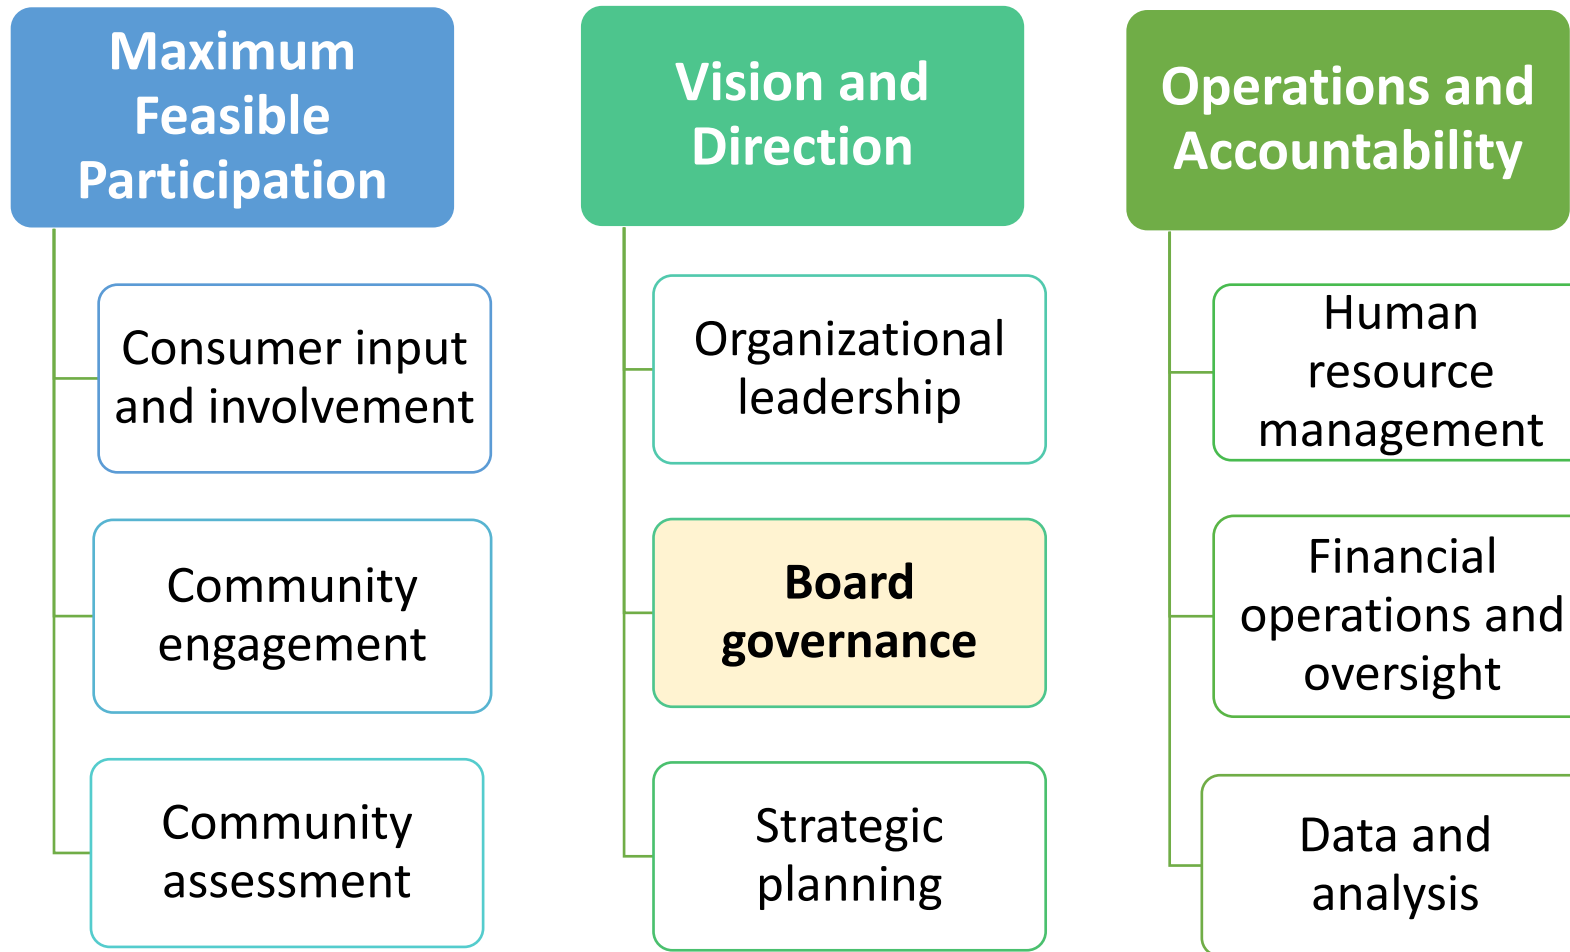 Maximum
Feasible
Participation
Consumer input
and involvement
Community
engagement
Community
assessment
Vision and
Direction
Organizational
leadership
Board
governance
Strategic
planning
Operations and
Accountability
Human
resource
management
Financial
operations and
oversight
Data and
analysis